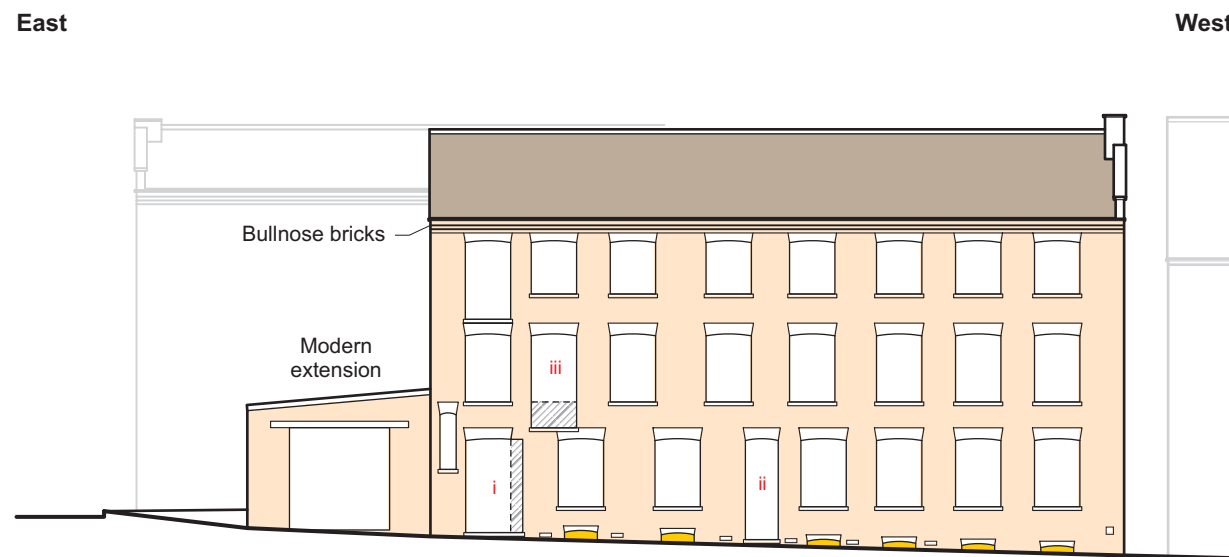 East
West
Bullnose bricks
Modern
extension
iii
i
ii